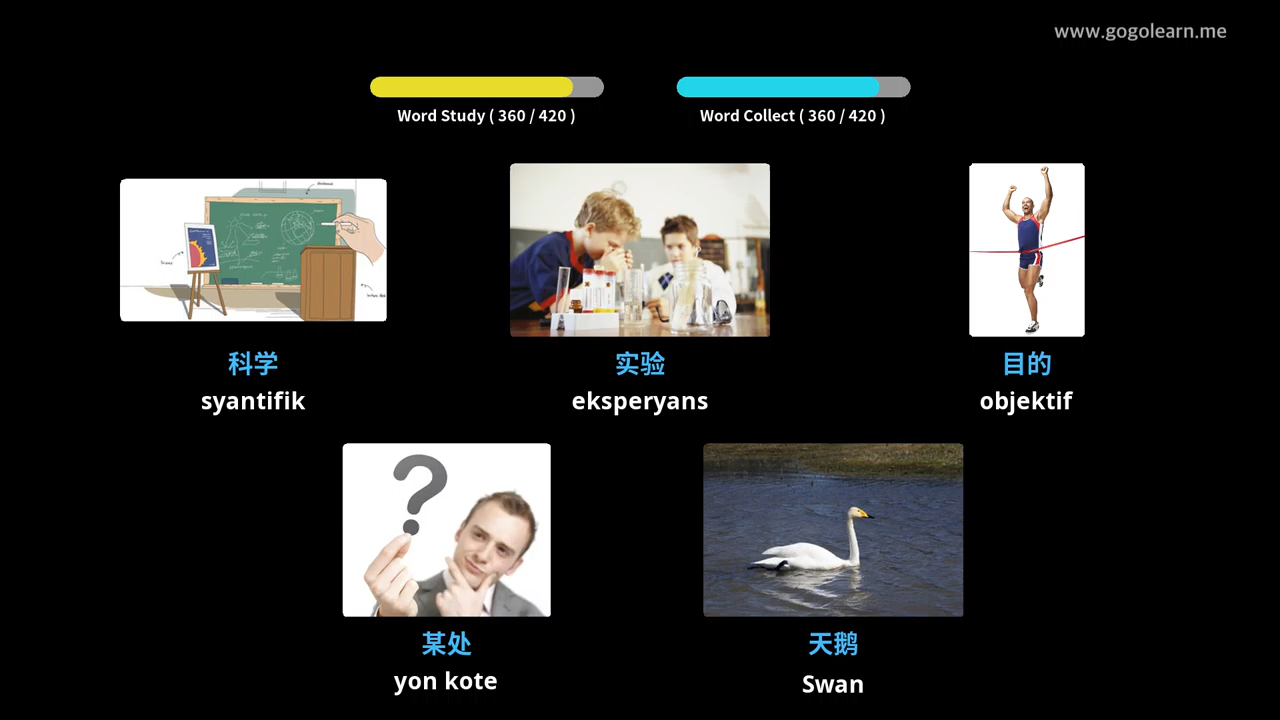 www.gogolearn.me
Word Study ( 360 / 420 )
Word Collect ( 360 / 420 )
科学
syantifik
实验
eksperyans
目的
objektif
某处
yon kote
天鹅
Swan